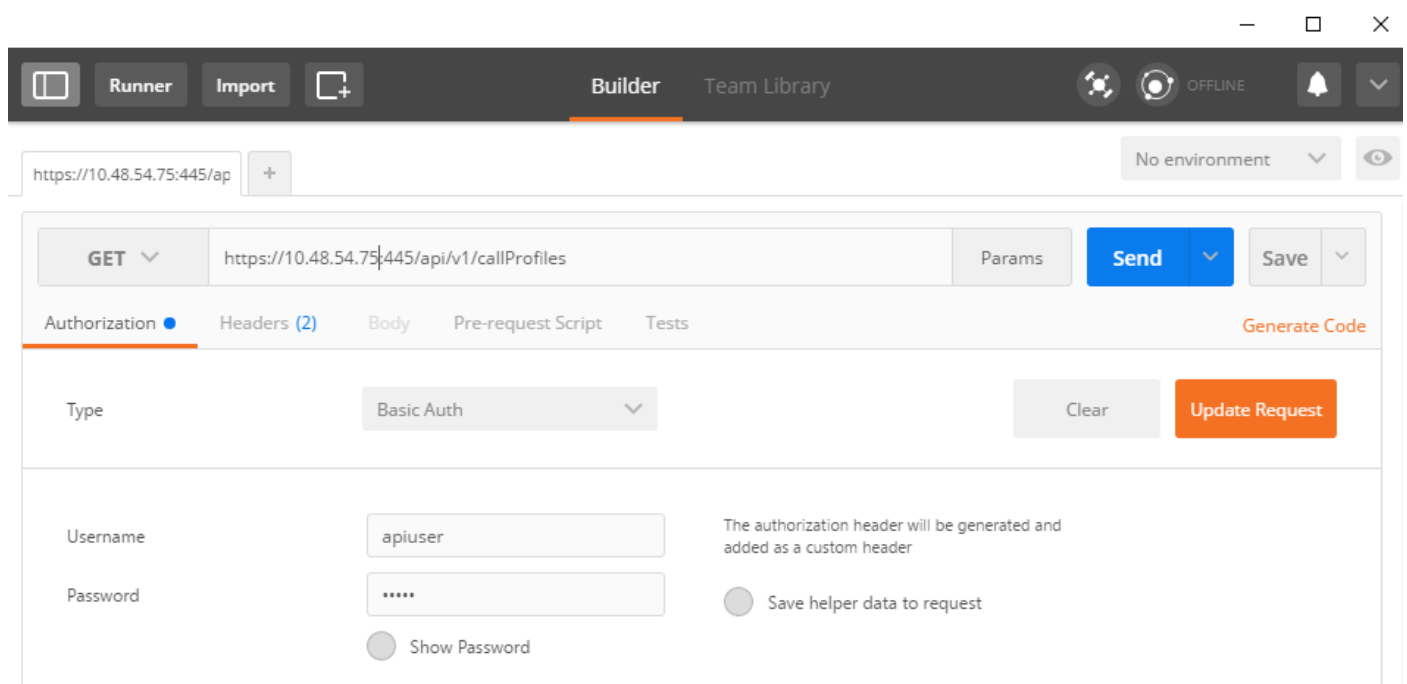 Runner Import Builder Team Library OFFLINE
https://10.48.54.75:445/ap + No environment
GET https://10.48.54.75:445/api/v1/callProfiles Params Send Save
Authorization Headers (2) Body Pre-request Script Tests Generate Code
Type Basic Auth Clear Update Request
Username apiuser The authorization header will be generated and
added as a custom header
Password ••••• Save helper data to request
Show Password